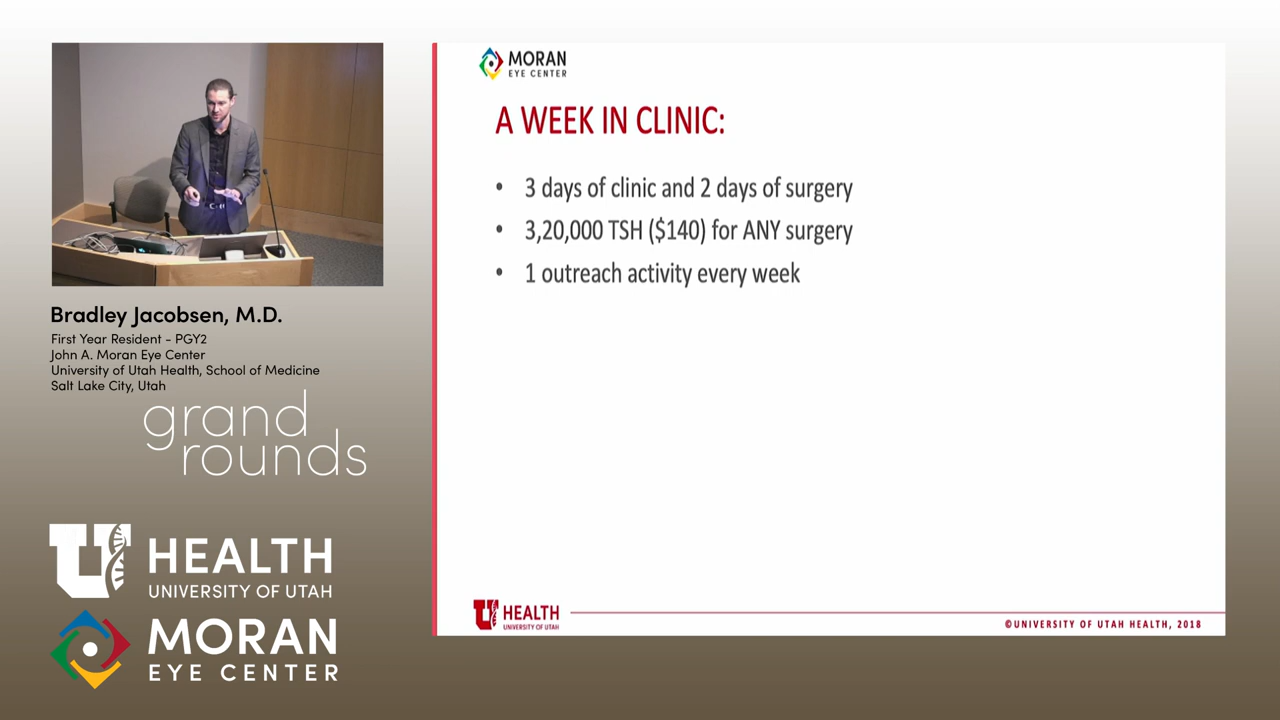 Bradley Jacobsen, M.D.
First Year Resident - PGY2
John A. Moran Eye Center
University of Utah Health, School of Medicine
Salt Lake City, Utah
grand
rounds
U HEALTH
UNIVERSITY OF UTAH
MORAN
EYE CENTER
MORAN
EYE CENTER
A WEEK IN CLINIC:
• 3 days of clinic and 2 days of surgery
• 3,20,000 TSH ($140) for ANY surgery
• 1 outreach activity every week
U HEALTH
UNIVERSITY OF UTAH
©UNIVERSITY OF UTAH HEALTH, 2018